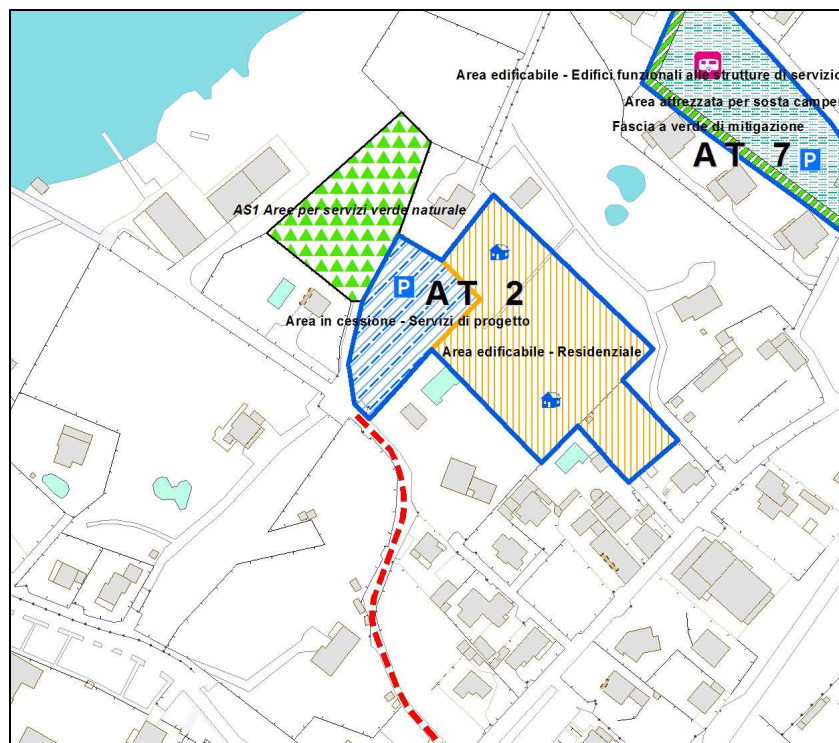 Area edificabile - Edifici funzionali alle strutture di servizio
Area attrezzata per sosta camper
Fascia a verde di mitigazione
AT 7
P
AS1 Aree per servizi verde naturale
P
AT 2
Area in cessione - Servizi di progetto
Area edificabile - Residenziale